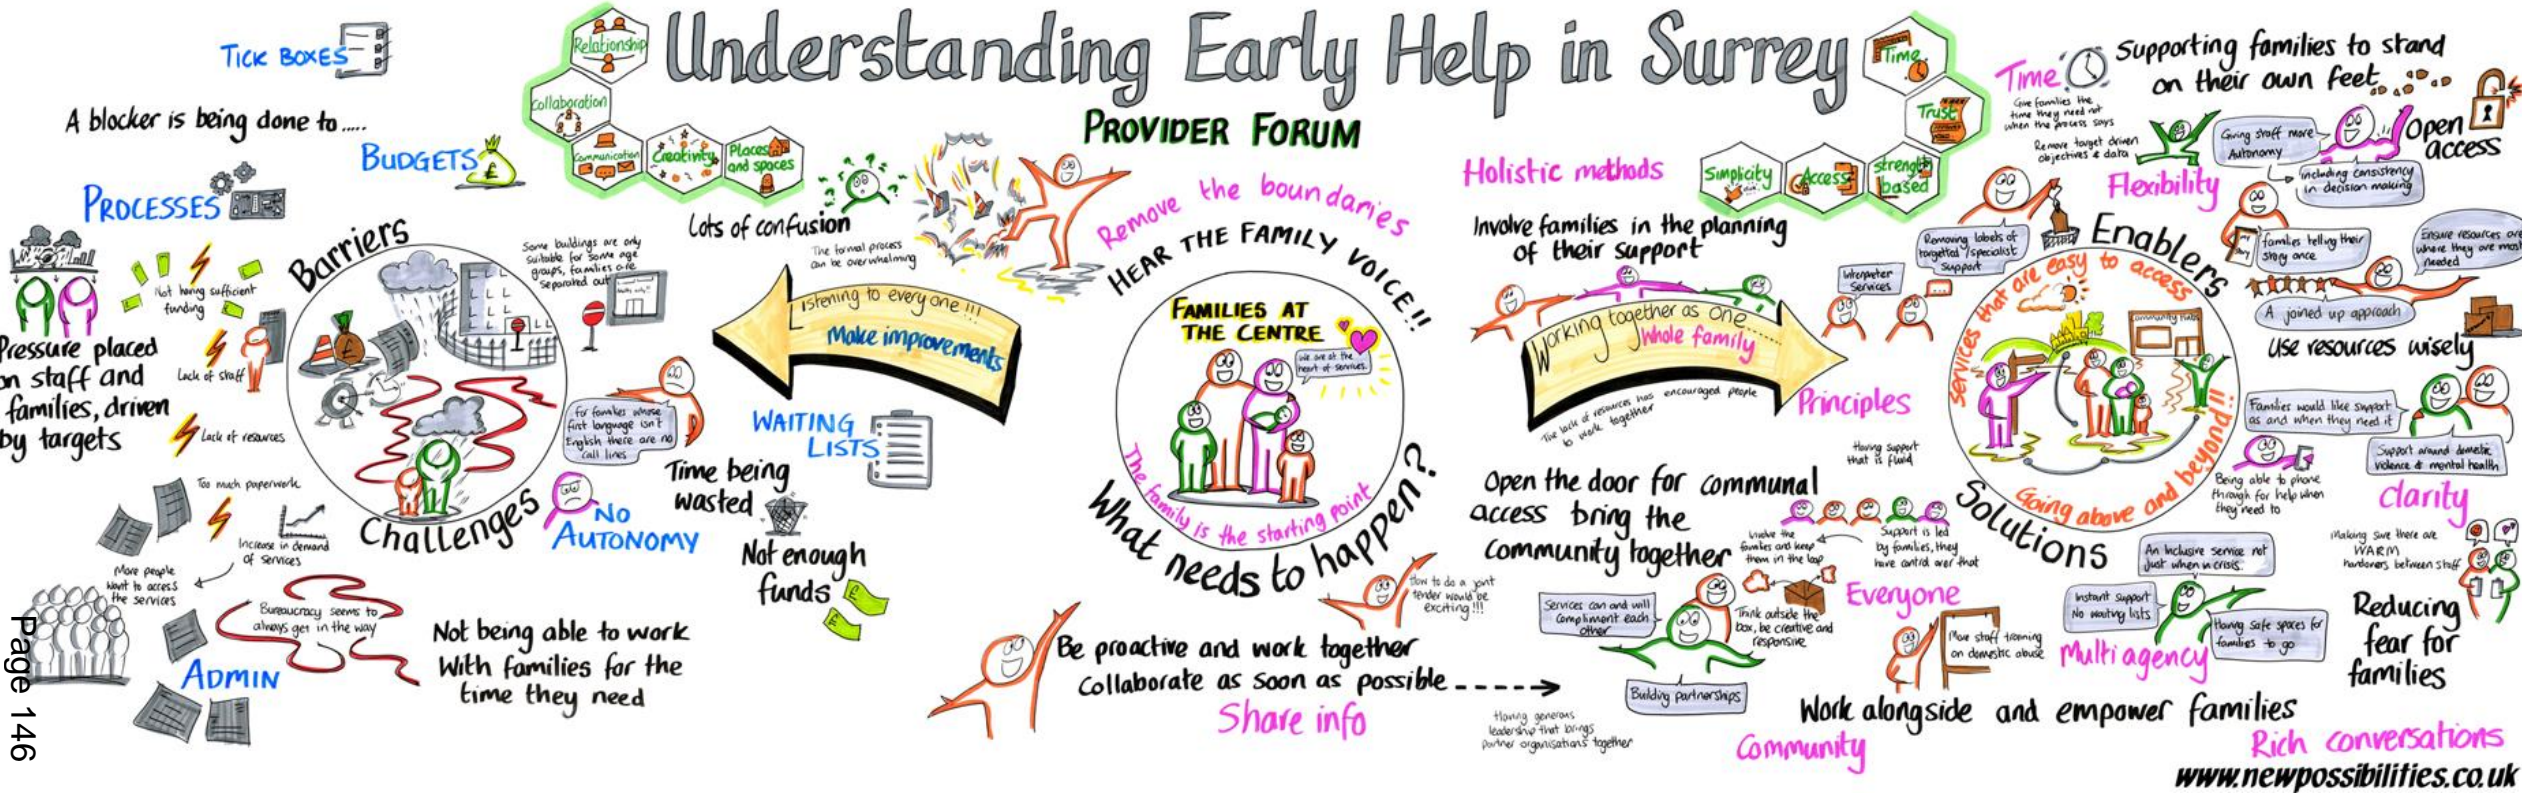 Understanding Early Help in Surrey
PROVIDER FORUM
Relationship
Collaboration
Communication
Creativity
Places
and spaces
Time
Trust
Strength
based
Access
Simplicity
TICK BOXES
A blocker is being done to.....
BUDGETS
£
PROCESSES
Barriers
Challenges
Not having sufficient
funding
Lack of staff
Lack of resources
Pressure placed
on staff and
families, driven
by targets
Too much paperwork
Increase in demand
of services
More people
want to access
the services
Bureaucracy seems to
always get in the way
ADMIN
Not being able to work
With families for the
time they need
Some buildings are only
suitable for some age
groups, families are
separated out
Lots of confusion
The formal process
can be overwhelming
for families whose
first language isn't
English there are no
call lines
NO
AUTONOMY
Time being
wasted
WAITING
LISTS
Not enough
funds
Listening to everyone!!!
Make improvements
Remove the boundaries
HEAR THE FAMILY VOICE!!
FAMILIES AT
THE CENTRE
We are at the
heart of services.
The family is the starting point
What needs to happen?
How to do a joint
tender would be
exciting!!!
Be proactive and work together
Collaborate as soon as possible
Share info
Holistic methods
Involve families in the planning
of their support
Working together as one.....
Whole family
The lack of resources has encouraged people
to work together
Principles
Having support
that is fluid
Open the door for communal
access bring the
Community together
Involve the
families and keep
them in the loop
Support is led
by families, they
have control over that
Everyone
Services can and will
compliment each
other
Think outside the
box, be creative and
responsive
Building partnerships
Having generous
leadership that brings
partner organisations together
More staff training
on domestic abuse
Work alongside and empower families
Community
Time
Give families the
time they need not
when the process says
Remove target driven
objectives & data
Supporting families to stand
on their own feet
Open
access
Giving staff more
Autonomy
including consistency
in decision making
Flexibility
Removing labels of
targetted/specialist
support
Interpreter
Services
Enablers
Solutions
Services that are easy to access
Going above and beyond!!
Community Hubs
families telling their
story once
Ensure resources are
where they are most
needed
A joined up approach
Use resources wisely
Families would like support
as and when they need it
Support around domestic
violence & mental health
Being able to phone
through for help when
they need to
Clarity
Making sure there are
WARM
handovers between staff
An Inclusive service not
Just when in crisis.
Instant support
No waiting lists
Having safe spaces for
families to go
Multi agency
Reducing
fear for
families
Rich conversations
www.newpossibilities.co.uk
Page 146